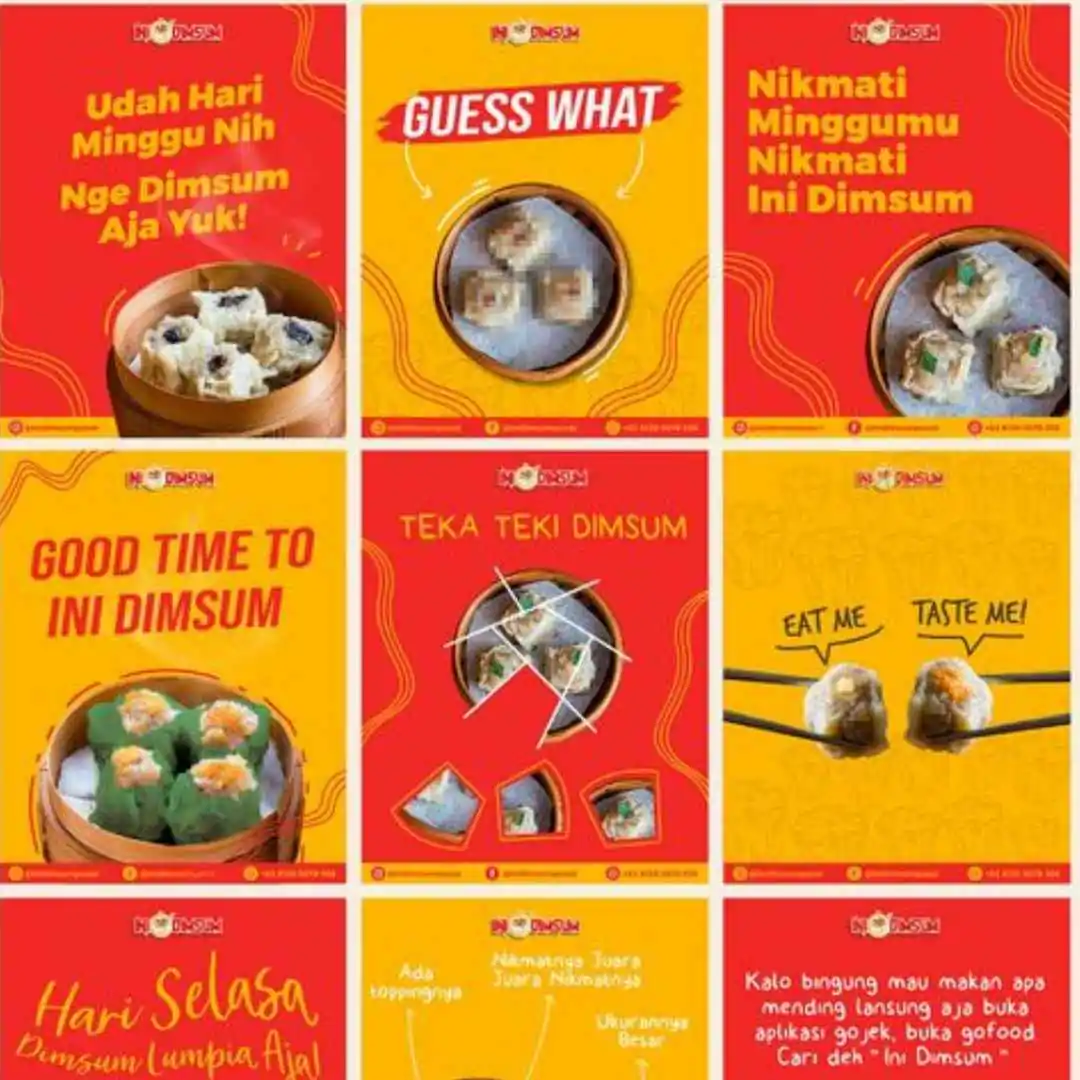 INI DIMSUM
Udah Hari
Minggu Nih
Nge Dimsum
Aja Yuk!
INI DIMSUM
GUESS WHAT
INI DIMSUM
Nikmati
Minggumu
Nikmati
Ini Dimsum
INI DIMSUM
GOOD TIME TO
INI DIMSUM
INI DIMSUM
TEKA TEKI DIMSUM
INI DIMSUM
EAT ME
TASTE ME!
INI DIMSUM
Hari Selasa
Dimsum Lumpia Aja!
INI DIMSUM
Ada
toppingnya
Nikmatnya Juara
Juara Nikmatnya
Ukurannya
Besar
INI DIMSUM
Kalo bingung mau makan apa
mending lansung aja buka
aplikasi gojek, buka gofood
Cari deh "Ini Dimsum"